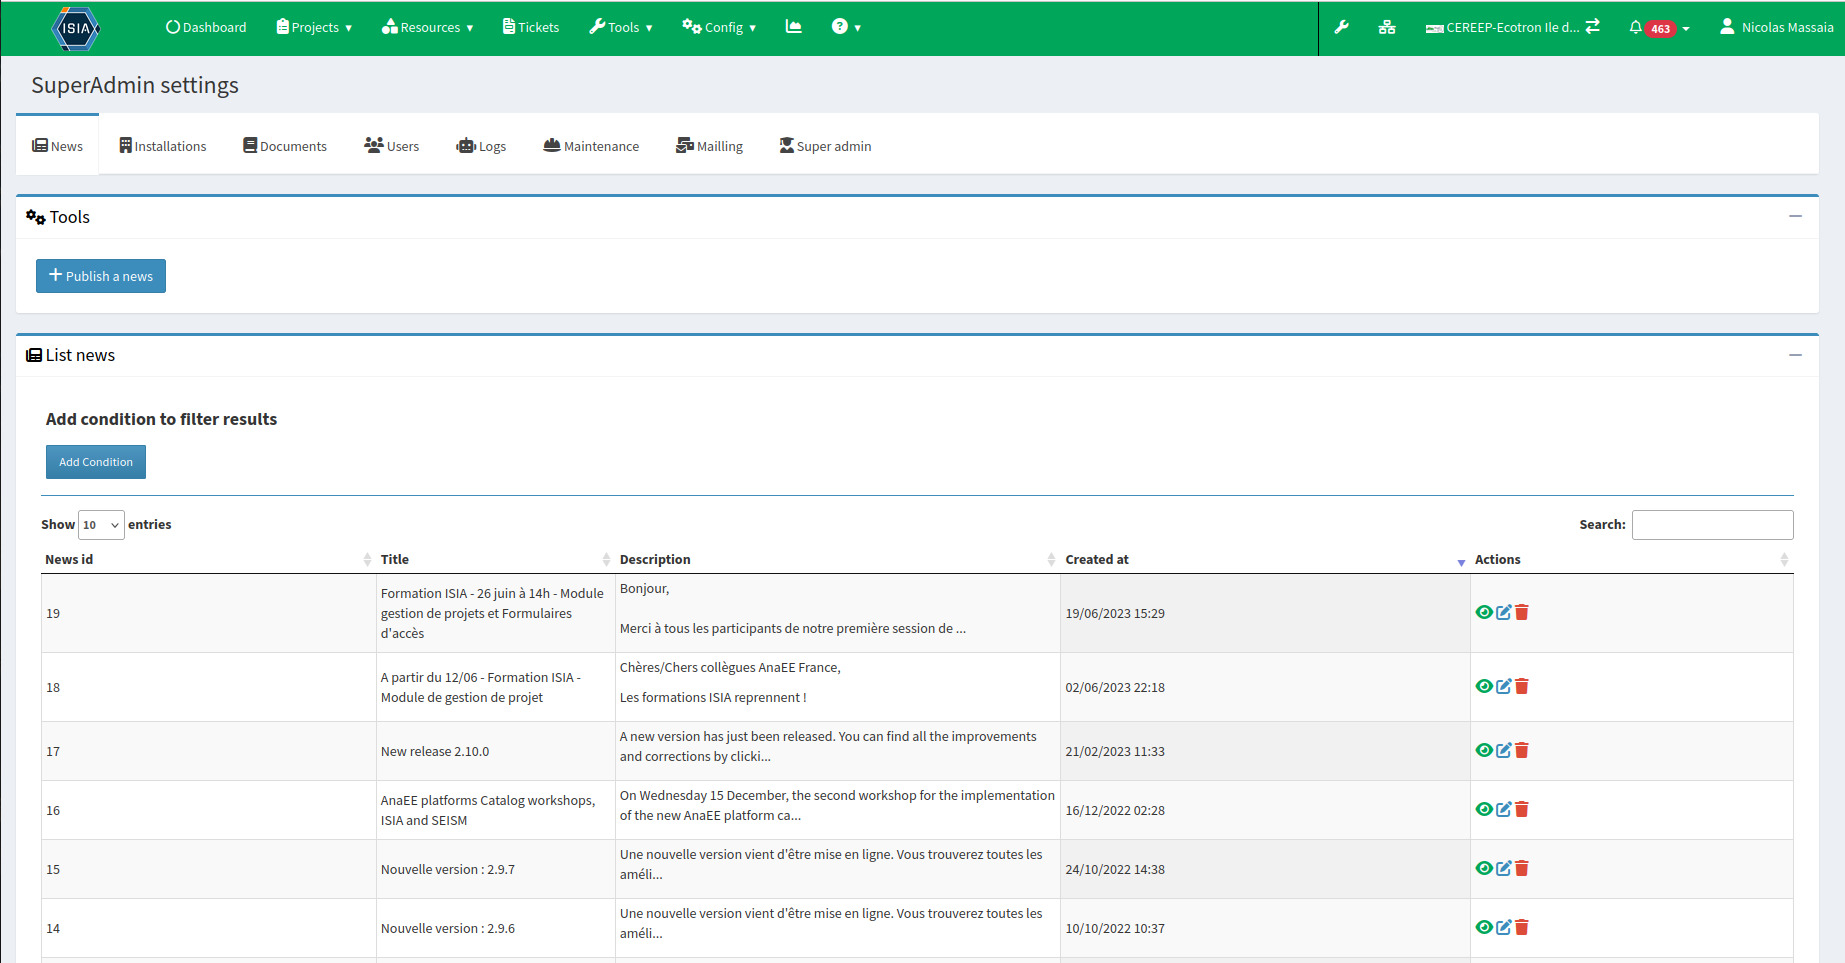 ISIA Dashboard Projects Resources Tickets Tools Config CEREEP-Ecotron Ile d... 463 Nicolas Massaia
SuperAdmin settings
News Installations Documents Users Logs Maintenance Mailling Super admin
Tools
Publish a news
List news
Add condition to filter results
Add Condition
Show 10 entries Search:
News id Title Description Created at Actions
19
Formation ISIA - 26 juin à 14h - Module
gestion de projets et Formulaires
d'accès
Bonjour,
Merci à tous les participants de notre première session de ...
19/06/2023 15:29
18
A partir du 12/06 - Formation ISIA -
Module de gestion de projet
Chères/Chers collègues AnaEE France,
Les formations ISIA reprennent !
02/06/2023 22:18
17
New release 2.10.0
A new version has just been released. You can find all the improvements
and corrections by clicki...
21/02/2023 11:33
16
AnaEE platforms Catalog workshops,
ISIA and SEISM
On Wednesday 15 December, the second workshop for the implementation
of the new AnaEE platform ca...
16/12/2022 02:28
15
Nouvelle version : 2.9.7
Une nouvelle version vient d'être mise en ligne. Vous trouverez toutes les
améli...
24/10/2022 14:38
14
Nouvelle version : 2.9.6
Une nouvelle version vient d'être mise en ligne. Vous trouverez toutes les
améli...
10/10/2022 10:37